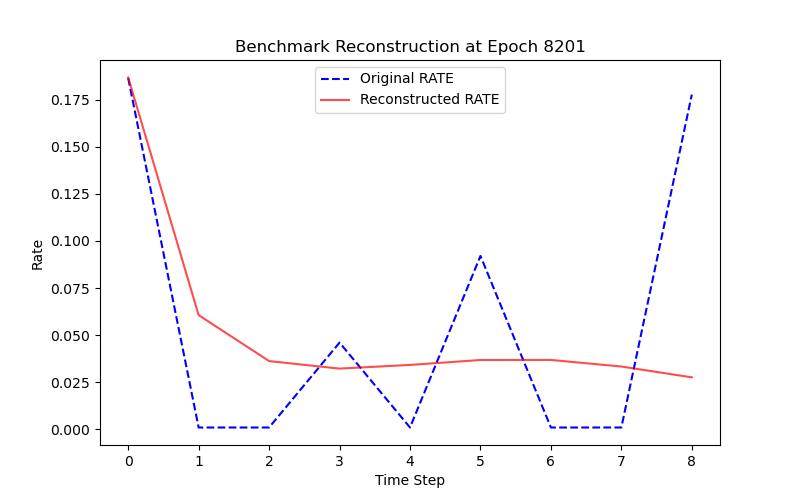 Benchmark Reconstruction at Epoch 8201
Original RATE
Reconstructed RATE
0.175
0.150
0.125
0.100
0.075
0.050
0.025
0.000
Rate
0 1 2 3 4 5 6 7 8
Time Step